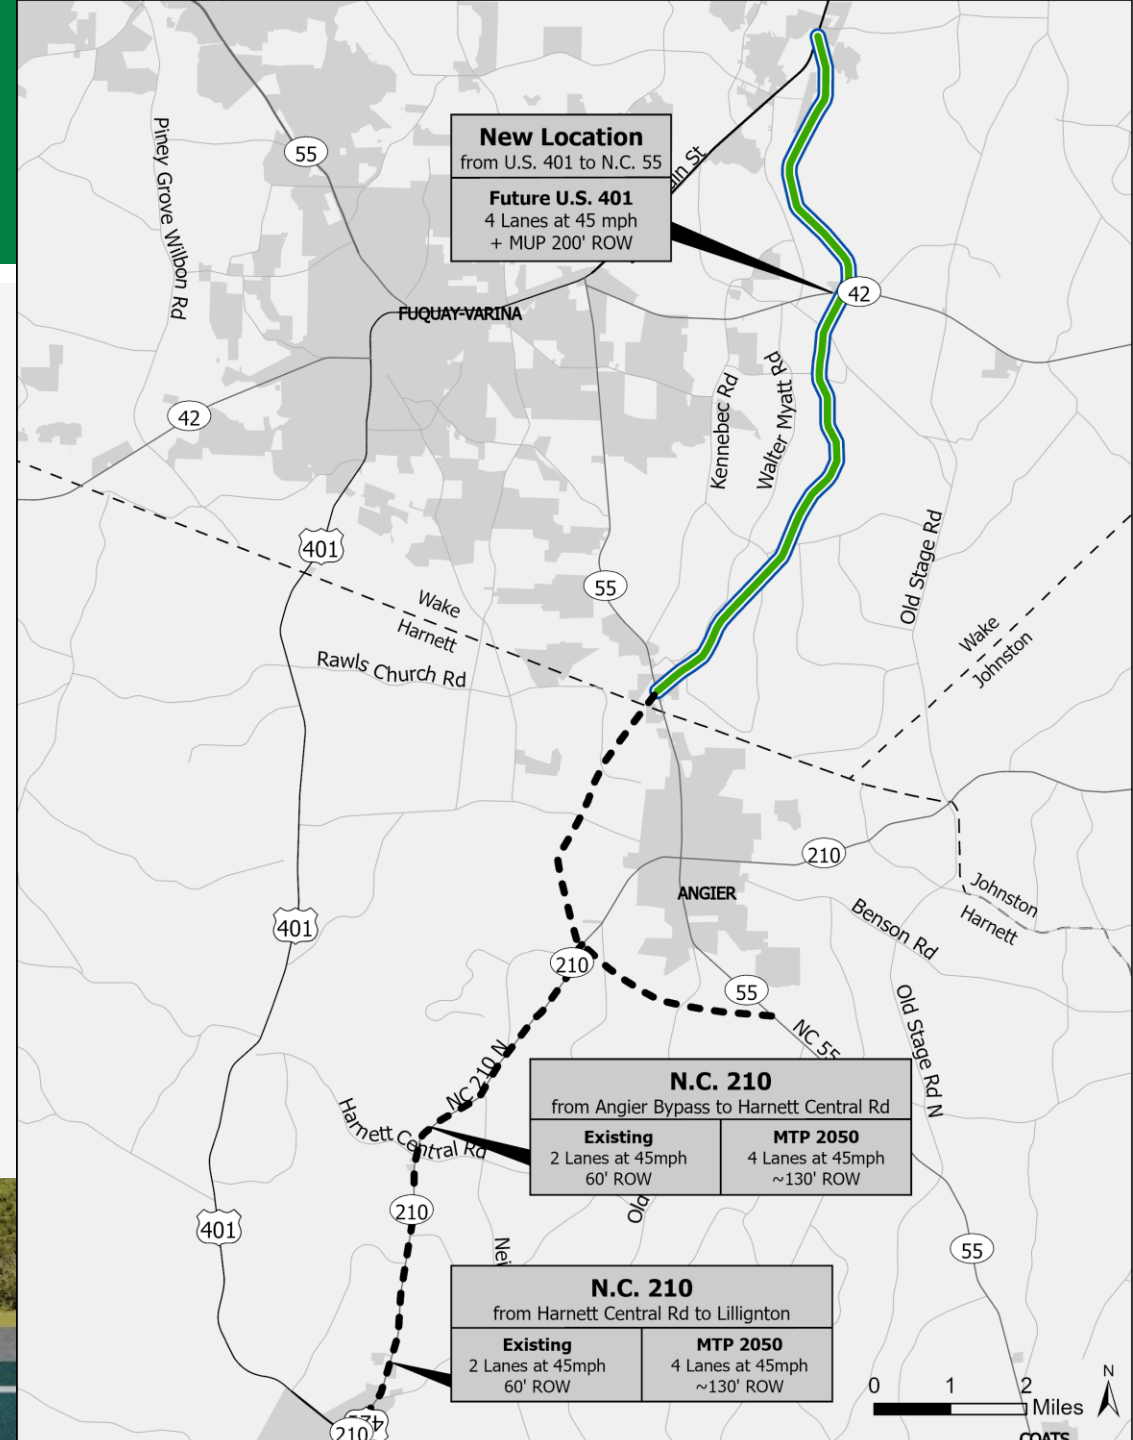 55
Piney Grove Wilbon Rd
New Location
from U.S. 401 to N.C. 55
Future U.S. 401
4 Lanes at 45 mph
+ MUP 200' ROW
42
FUQUAY-VARINA
42
Kennebec Rd
Walter Myatt Rd
401
55
Old Stage Rd
Wake
Harnett
Wake
Johnston
Rawls Church Rd
210
ANGIER
Johnston
Harnett
Benson Rd
401
210
55
NC 55
Old Stage Rd N
NC 210 N
Harnett Central Rd
N.C. 210
from Angier Bypass to Harnett Central Rd
Existing
2 Lanes at 45mph
60' ROW
MTP 2050
4 Lanes at 45mph
~130' ROW
Old
210
401
55
Nei
N.C. 210
from Harnett Central Rd to Lillignton
Existing
2 Lanes at 45mph
60' ROW
MTP 2050
4 Lanes at 45mph
~130' ROW
0 1 2
Miles
N
210
COATS